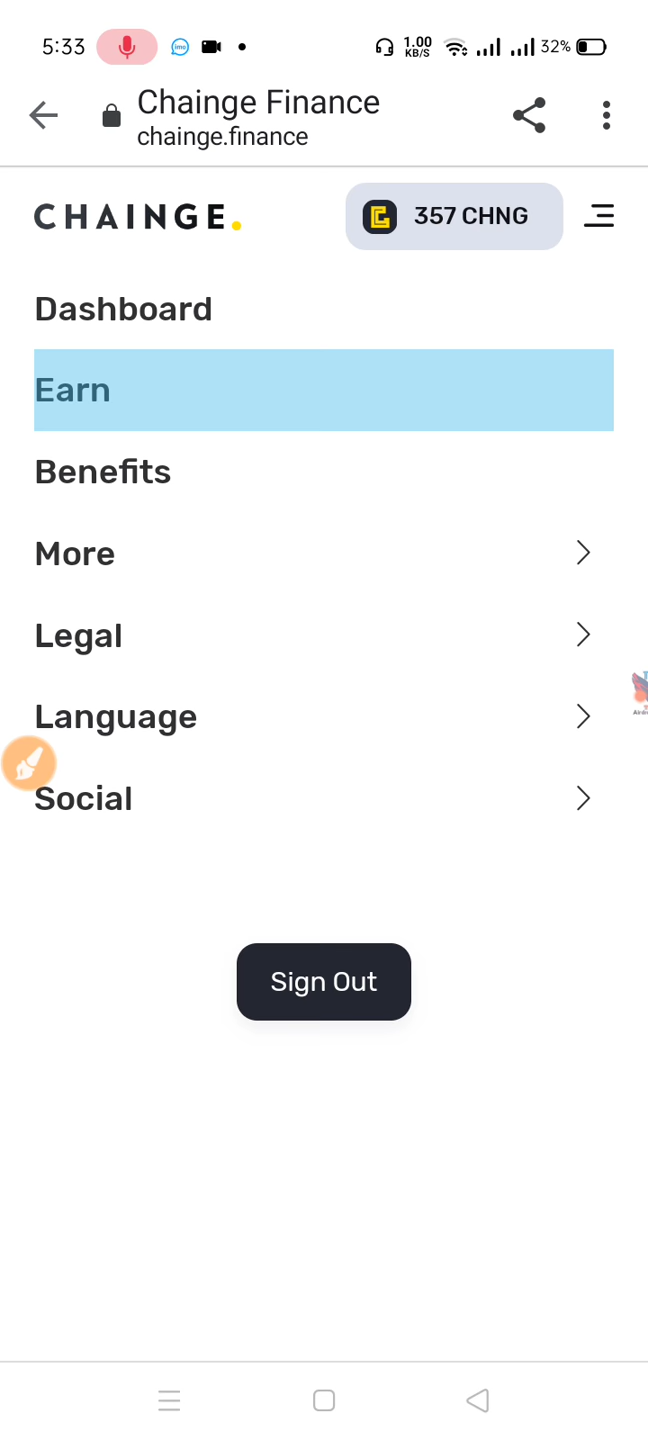 5:33 imo 1.00 KB/S 32%
Chainge Finance
chainge.finance
CHAINGE. 357 CHNG
Dashboard
Earn
Benefits
More
Legal
Language
Social
Sign Out